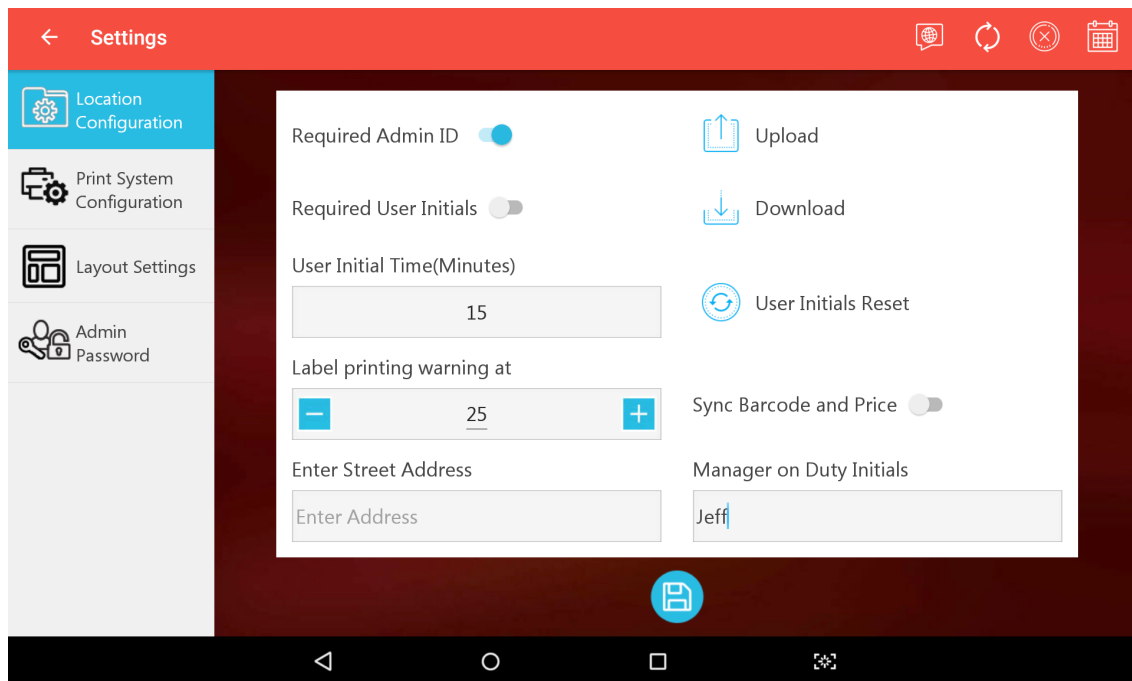 Settings
Location
Configuration
Print System
Configuration
Layout Settings
Admin
Password
Required Admin ID
Upload
Required User Initials
Download
User Initial Time(Minutes)
15
User Initials Reset
Label printing warning at
25
Sync Barcode and Price
Enter Street Address
Manager on Duty Initials
Enter Address
Jeff